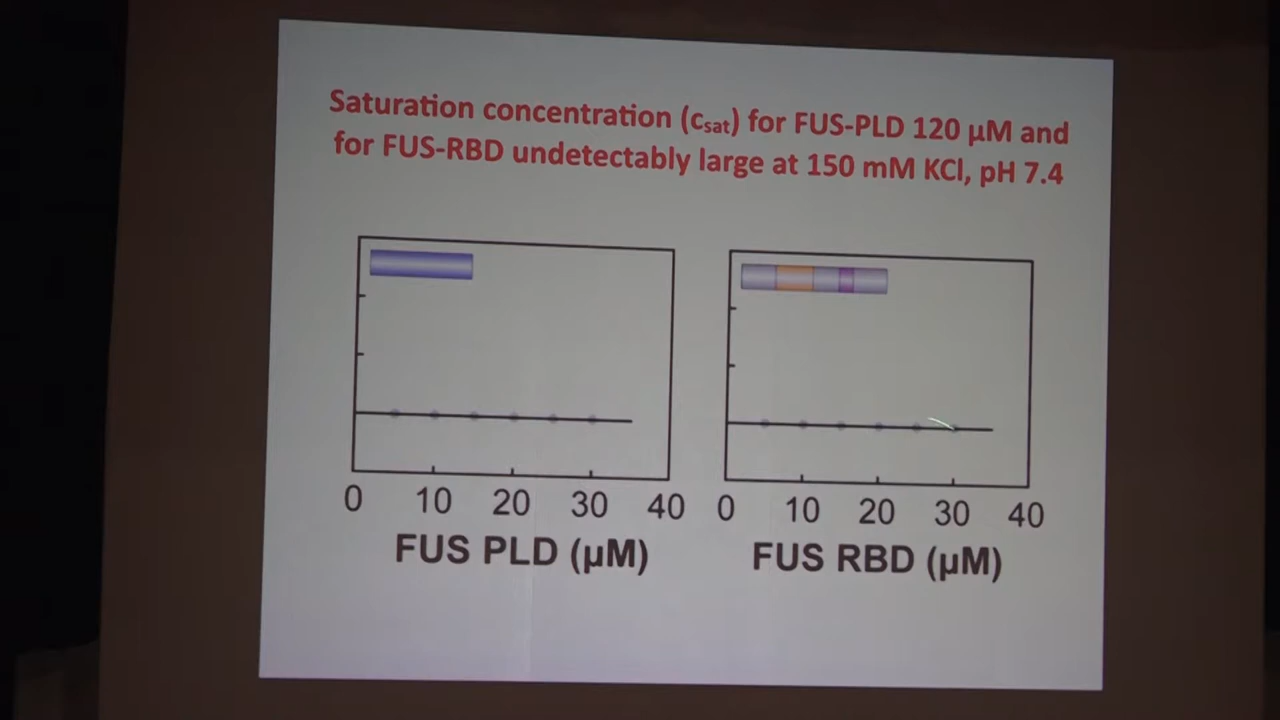 Saturation concentration (csat) for FUS-PLD 120 μM and
for FUS-RBD undetectably large at 150 mM KCl, pH 7.4
0 10 20 30 40
FUS PLD (μM)
0 10 20 30 40
FUS RBD (μM)